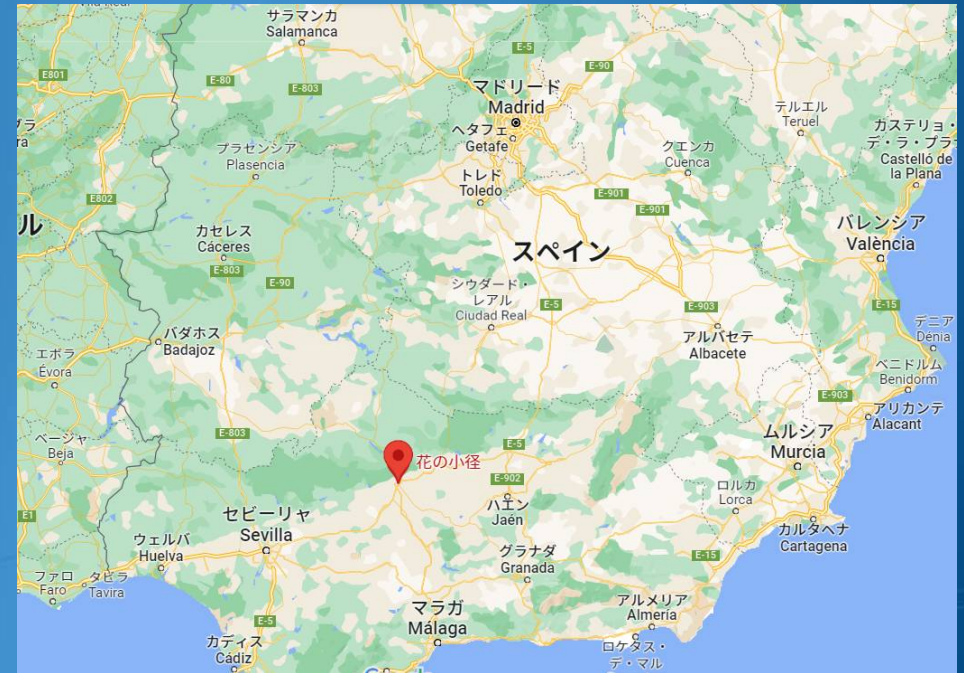 サラマンカ
Salamanca
E-5
E-90
E801
E-80
E-803
マドリード
Madrid
テルエル
Teruel
ヘタフェ
Getafe
カステリョ・
デ・ラ・プラ
Castelló de
la Plana
プラセンシア
Plasencia
クエンカ
Cuenca
トレド
Toledo
E802
E-901
E-901
ル
カセレス
Cáceres
E-803
E-90
スペイン
バレンシア
València
シウダード・
レアル
Ciudad Real
E-5
E-903
E-15
アルバセテ
Albacete
デニア
Dénia
バダホス
Badajoz
エボラ
Évora
ベニドルム
Benidorm
E-903
アリカンテ
Alacant
E-803
ベージャ
Beja
E-5
ムルシア
Murcia
花の小径
E-902
ハエン
Jaén
ロルカ
Lorca
E1
セビーリャ
Sevilla
カルタヘナ
Cartagena
ウェルバ
Huelva
グラナダ
Granada
E-15
ファロ
Faro
タビラ
Tavira
マラガ
Málaga
アルメリア
Almería
E-5
カディス
Cádiz
ロケタス・
デ・マル